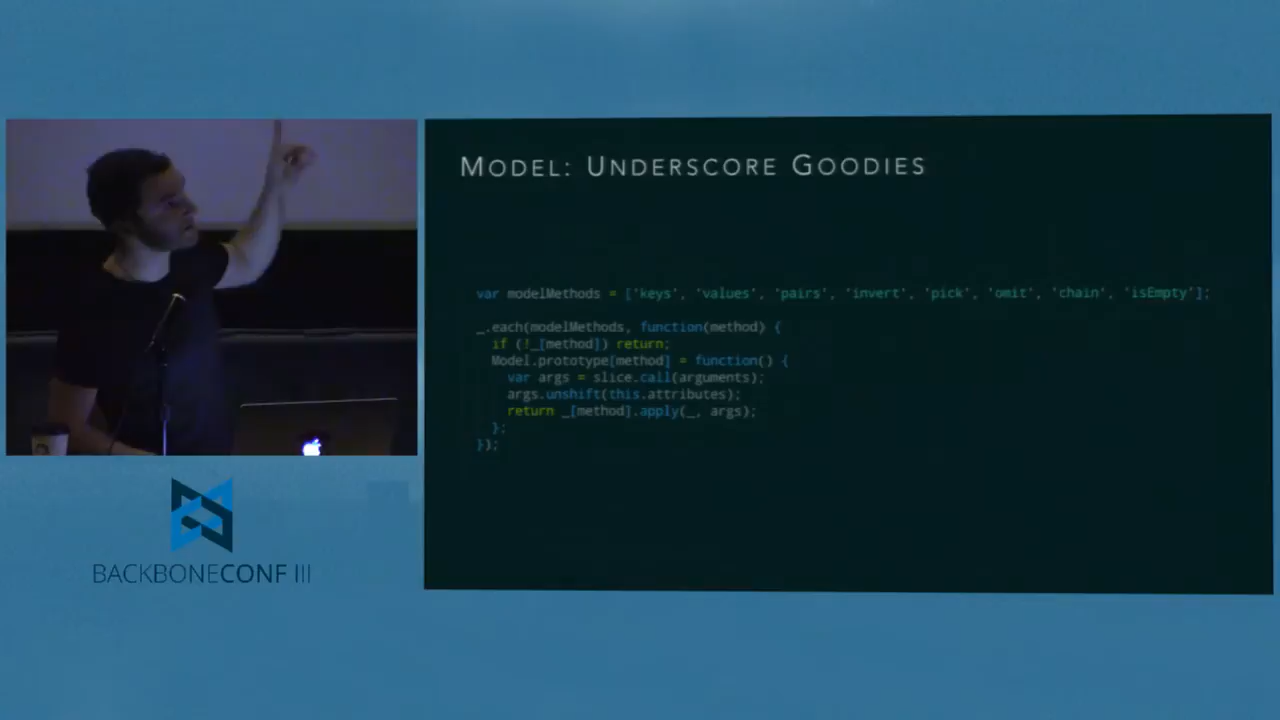 MODEL: UNDERSCORE GOODIES
var modelMethods = ['keys', 'values', 'pairs', 'invert', 'pick', 'omit', 'chain', 'isEmpty'];
_.each(modelMethods, function(method) {
if (!_[method]) return;
Model.prototype[method] = function() {
var args = slice.call(arguments);
args.unshift(this.attributes);
return _[method].apply(_, args);
};
});
BACKBONECONF III